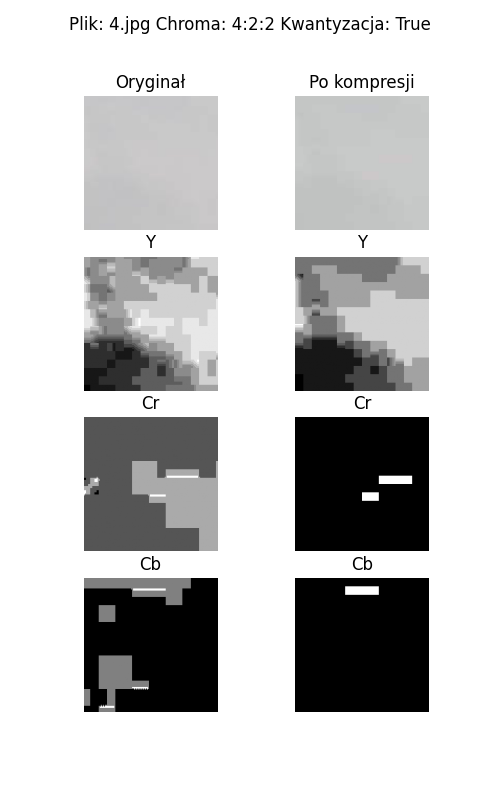 Plik: 4.jpg Chroma: 4:2:2 Kwantyzacja: True
Oryginał Po kompresji
Y Y
Cr Cr
Cb Cb